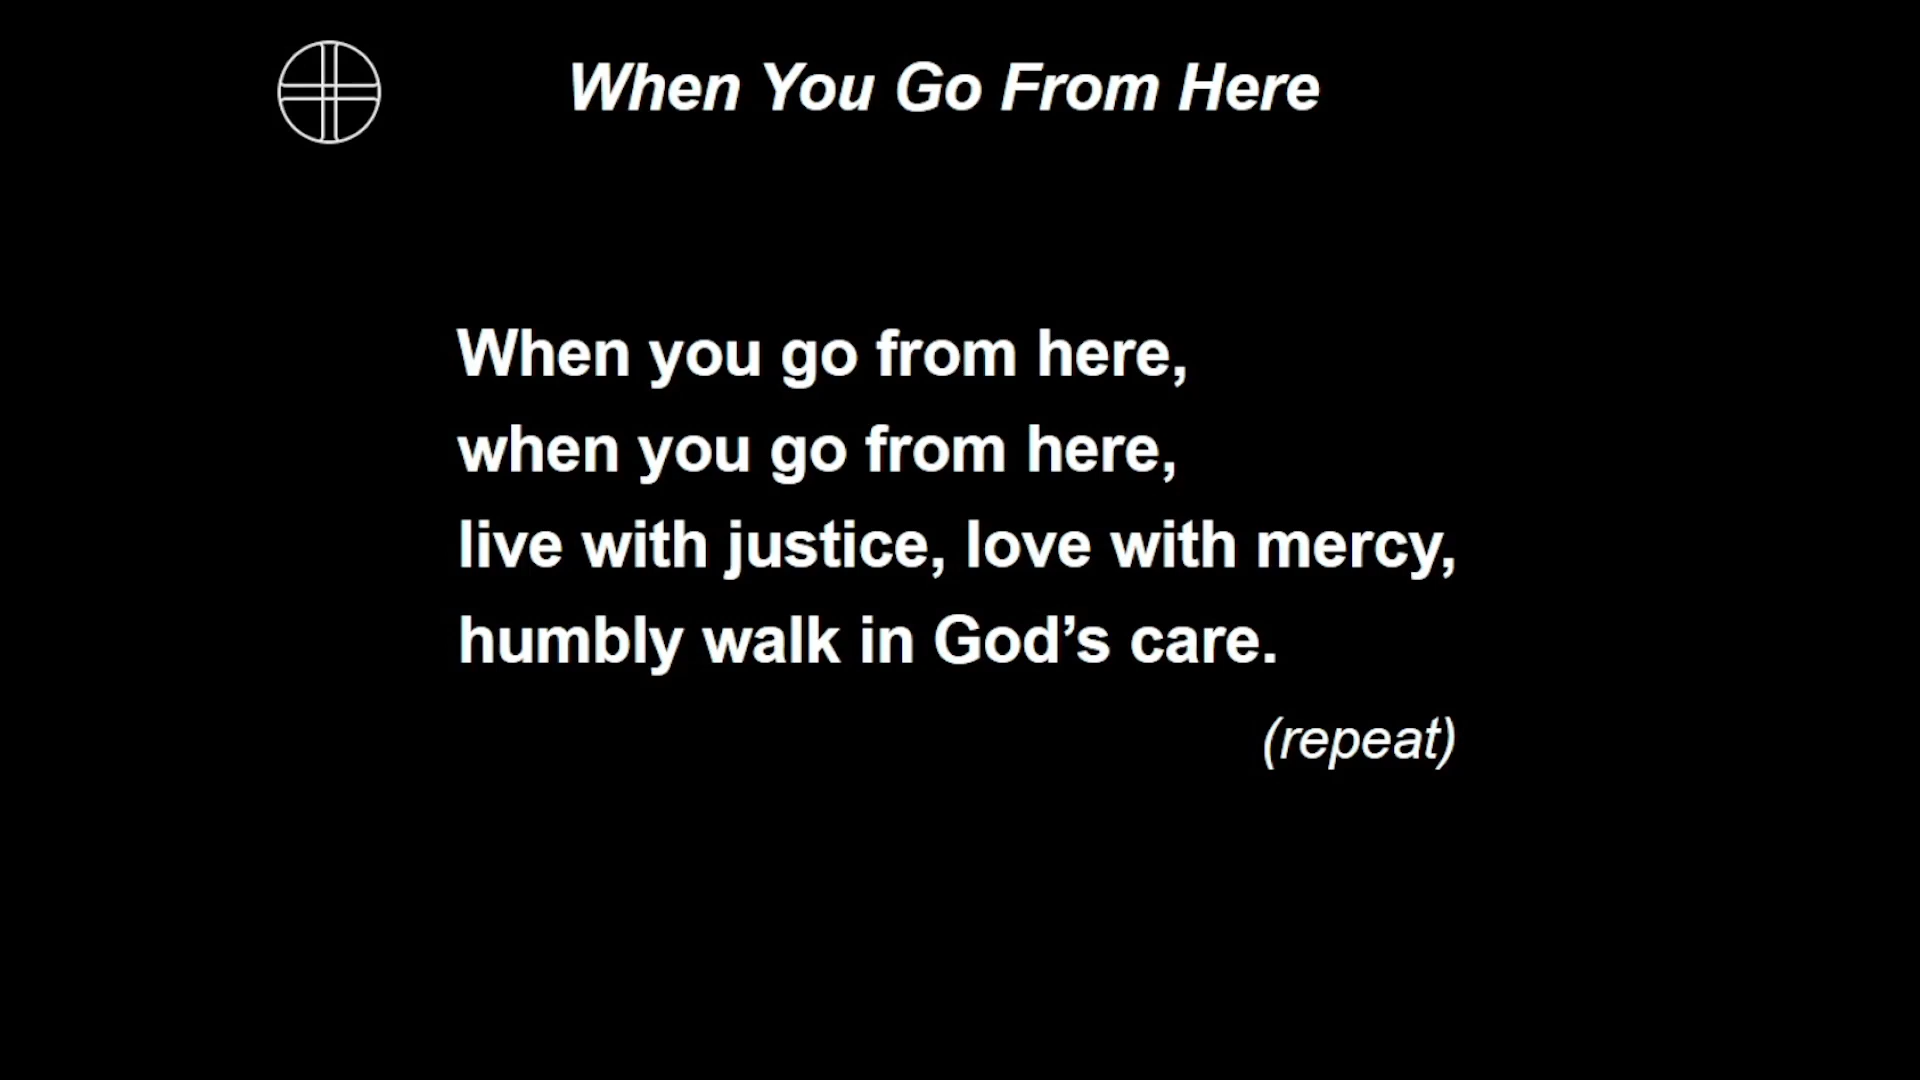 When You Go From Here
When you go from here,
when you go from here,
live with justice, love with mercy,
humbly walk in God’s care.
(repeat)